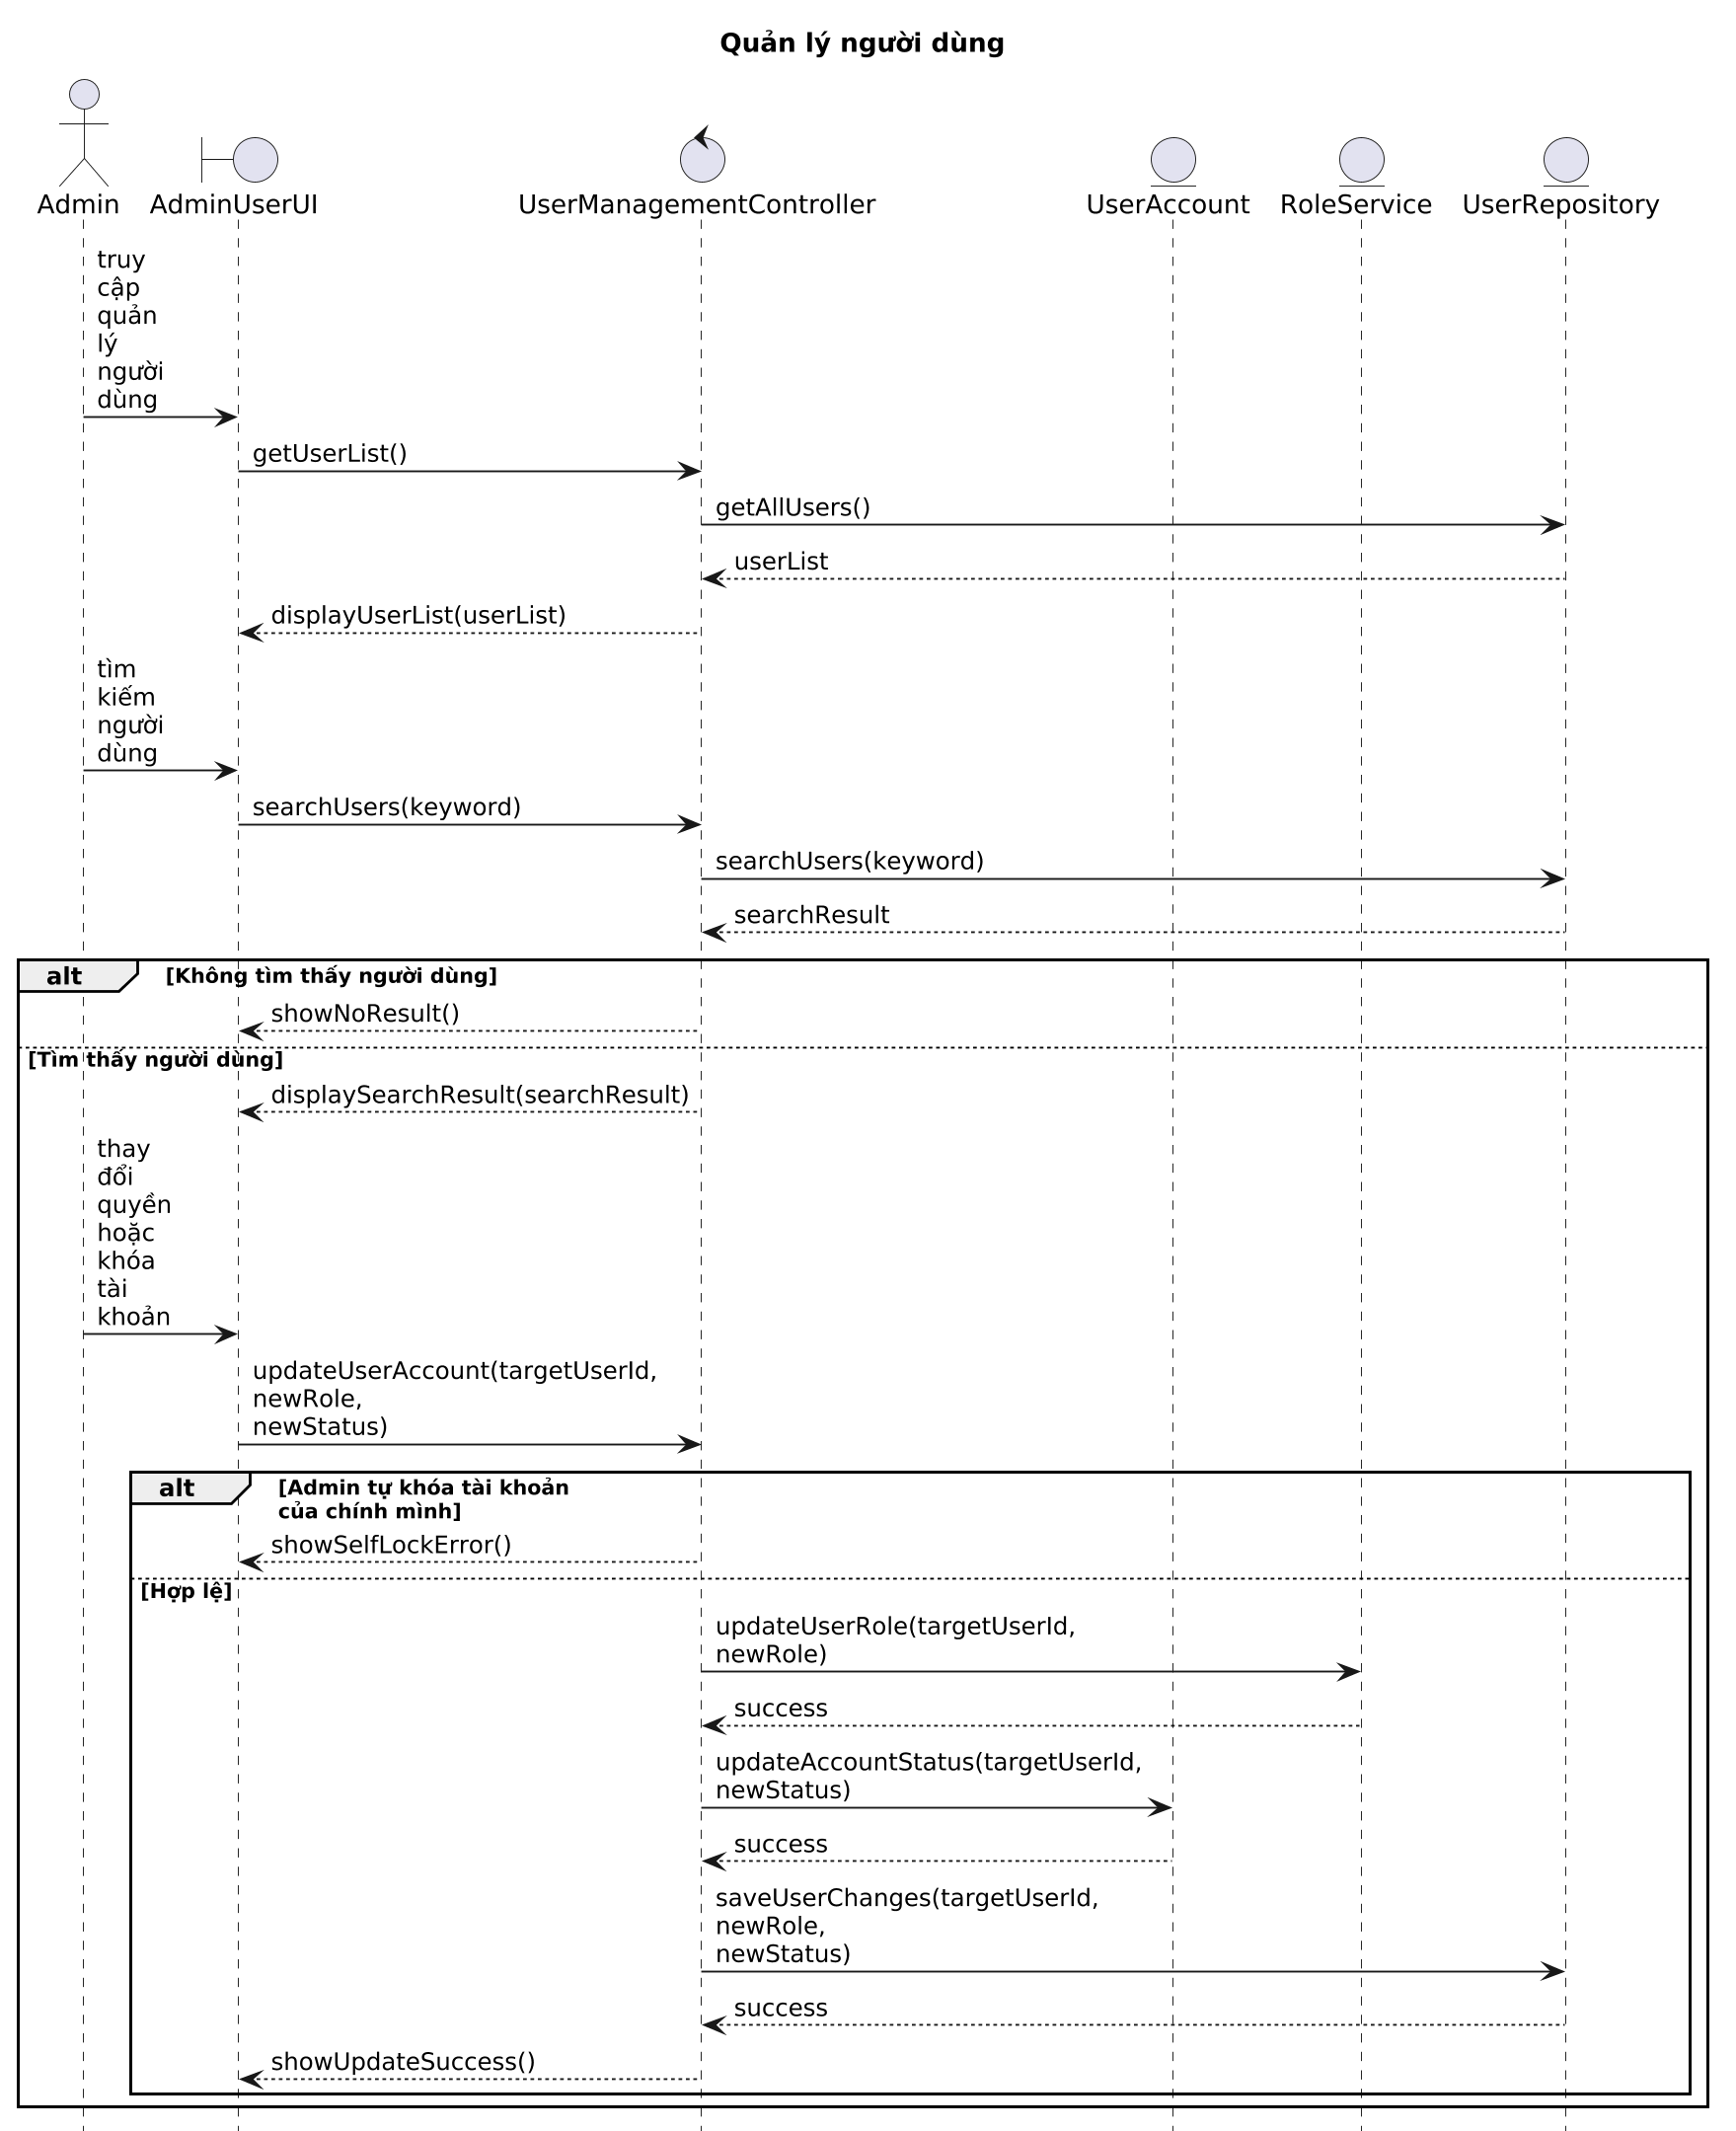 Quản lý người dùng
Admin
AdminUserUI
UserManagementController
UserAccount
RoleService
UserRepository
truy
cập
quản
lý
người
dùng
getUserList()
getAllUsers()
userList
displayUserList(userList)
tìm
kiếm
người
dùng
searchUsers(keyword)
searchUsers(keyword)
searchResult
alt
[Không tìm thấy người dùng]
showNoResult()
[Tìm thấy người dùng]
displaySearchResult(searchResult)
thay
đổi
quyền
hoặc
khóa
tài
khoản
updateUserAccount(targetUserId,
newRole,
newStatus)
alt
[Admin tự khóa tài khoản
của chính mình]
showSelfLockError()
[Hợp lệ]
updateUserRole(targetUserId,
newRole)
success
updateAccountStatus(targetUserId,
newStatus)
success
saveUserChanges(targetUserId,
newRole,
newStatus)
success
showUpdateSuccess()